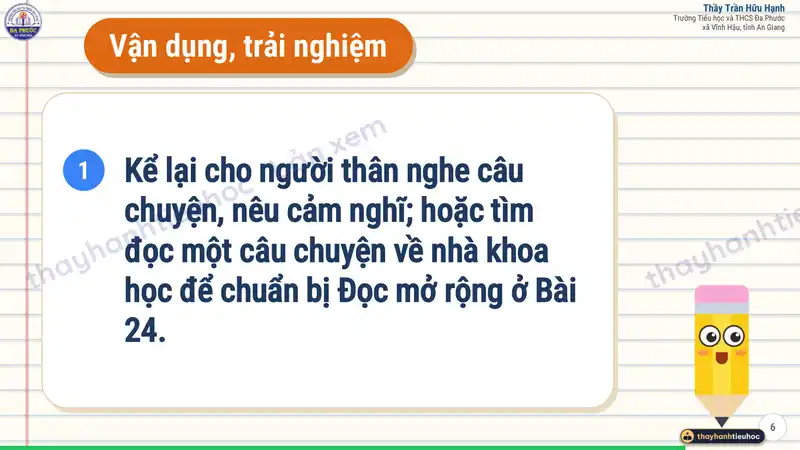 Thầy Trần Hữu Hạnh
Trường Tiểu học và THCS Đa Phước
xã Vĩnh Hậu, tỉnh An Giang
ĐA PHƯỚC
Vận dụng, trải nghiệm
1
Kể lại cho người thân nghe câu
chuyện, nêu cảm nghĩ; hoặc tìm
đọc một câu chuyện về nhà khoa
học để chuẩn bị Đọc mở rộng ở Bài
24.
thayhanhtieuhoc
6